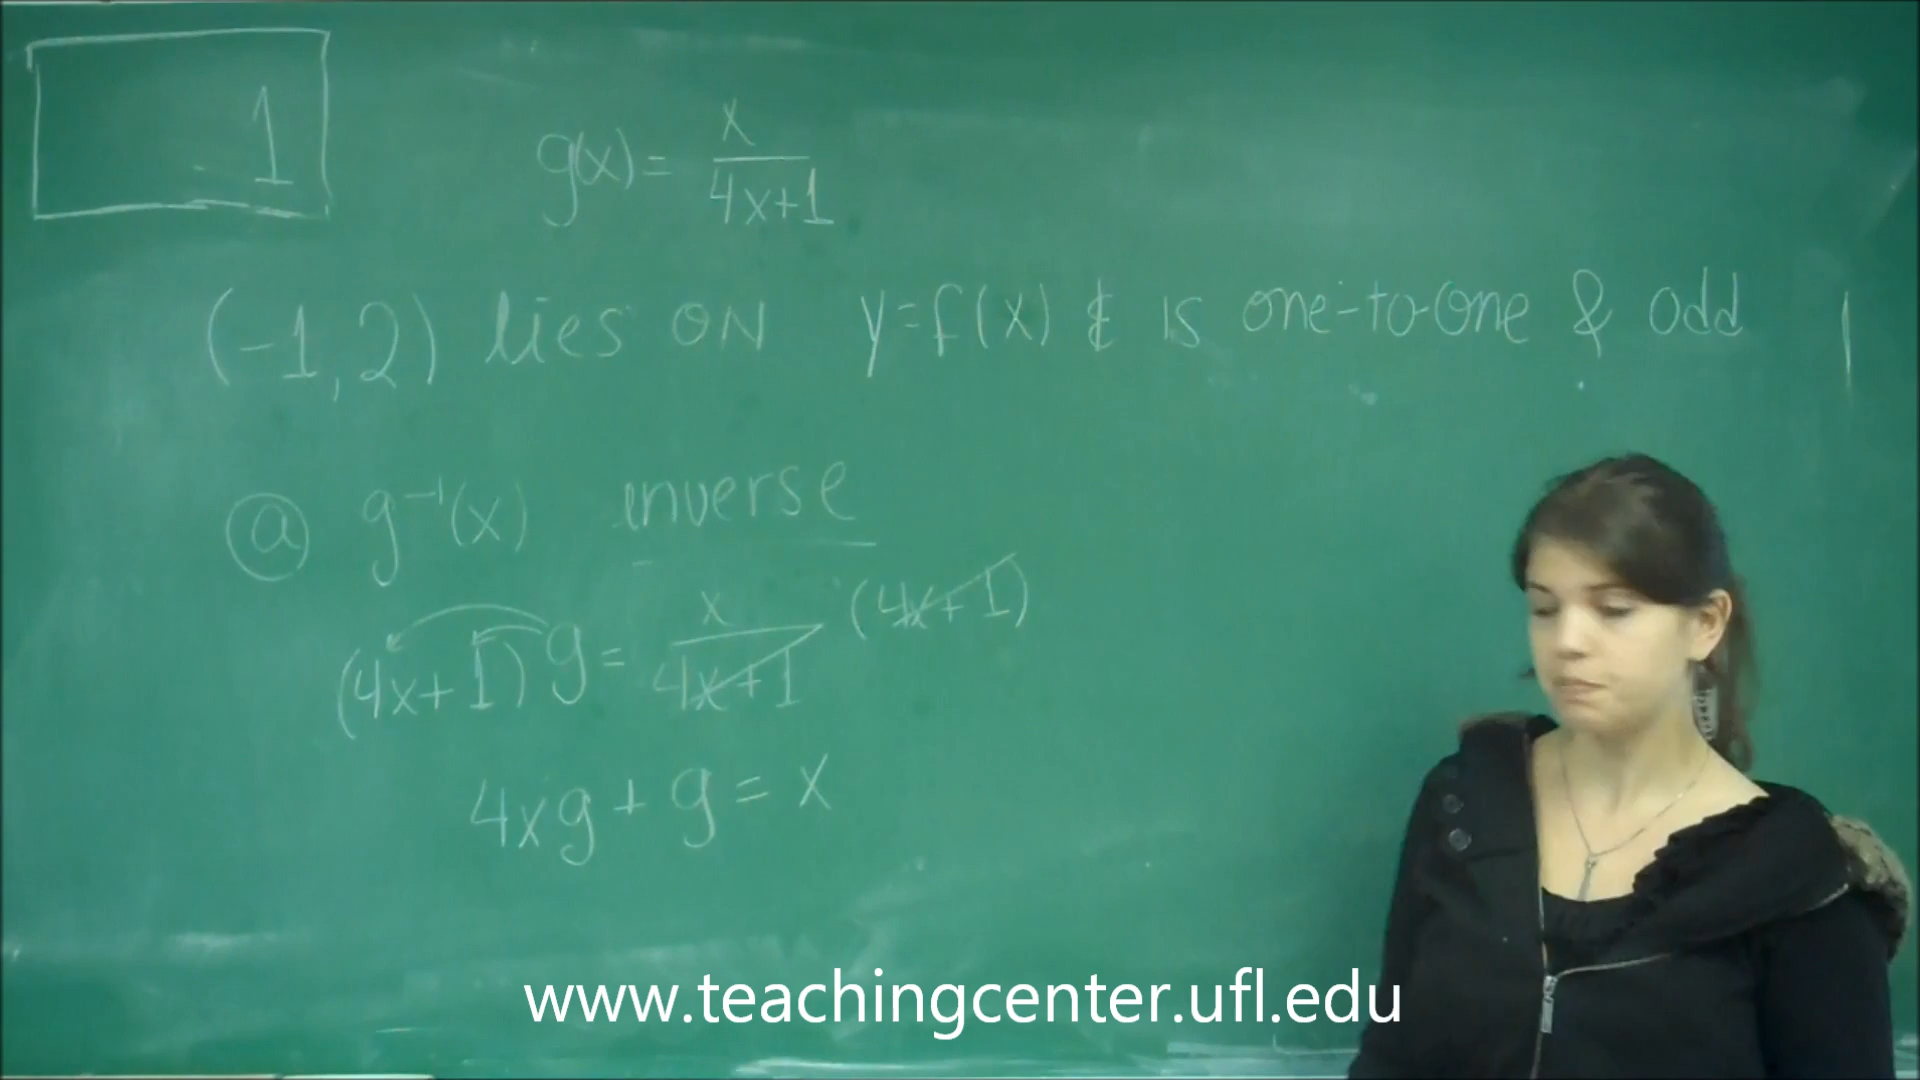 1
g(x) = x / 4x+1
(-1,2) lies on y=f(x) & is one-to-one & odd
ⓐ g⁻¹(x) inverse
(4x+1) g = x / 4x+1 (4x+1)
4xg + g = x
www.teachingcenter.ufl.edu